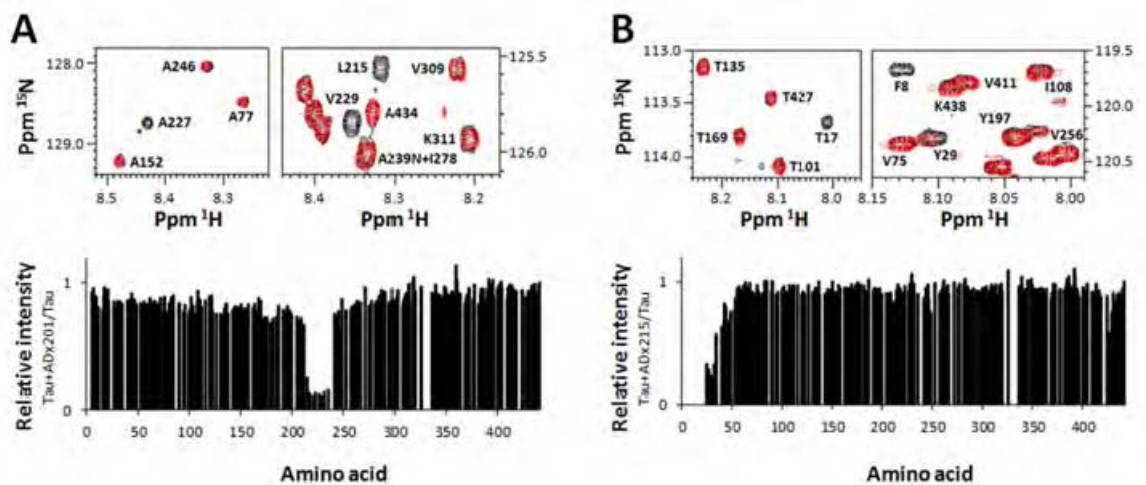 A
B
128.0
129.0
Ppm ¹⁵N
A246
A227
A77
A152
8.5 8.4 8.3
Ppm ¹H
L215
V309
V229
A434
K311
A239N+I278
125.5
126.0
8.4 8.3 8.2
Ppm ¹H
113.0
113.5
114.0
Ppm ¹⁵N
T135
T427
T17
T169
T101
8.2 8.1 8.0
Ppm ¹H
F8
V411
I108
K438
Y197
V256
V75
Y29
119.5
120.0
120.5
8.15 8.10 8.05 8.00
Ppm ¹H
Relative intensity
Tau+ADx201/Tau
1
0
0 50 100 150 200 250 300 350 400
Amino acid
Relative intensity
Tau+ADx215/Tau
1
0
0 50 100 150 200 250 300 350 400
Amino acid